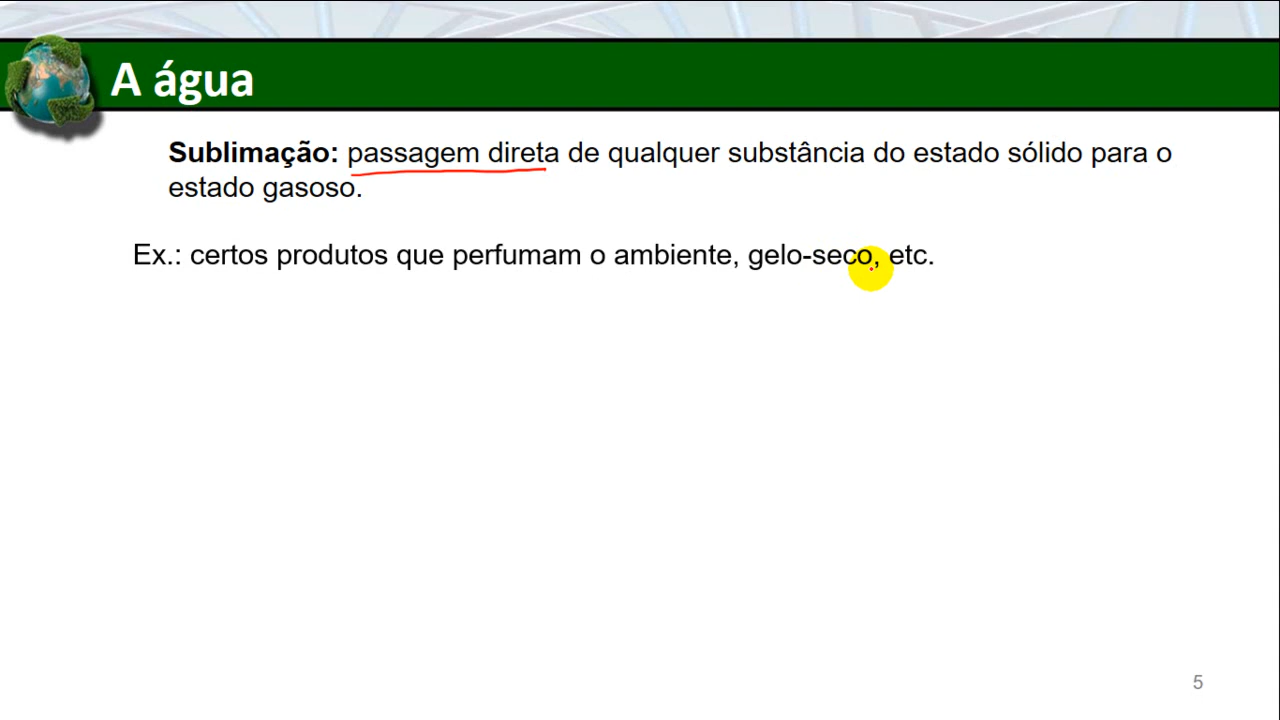 A água
Sublimação: passagem direta de qualquer substância do estado sólido para o
estado gasoso.
Ex.: certos produtos que perfumam o ambiente, gelo-seco, etc.
5